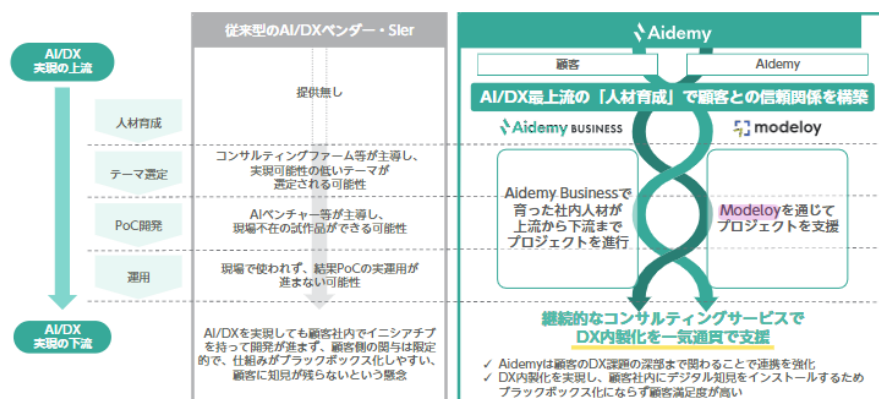 従来型のAI/DXベンダー・SIer
Aidemy
AI/DX
実現の上流
顧客
AIdemy
提供無し
AI/DX最上流の「人材育成」で顧客との信頼関係を構築
人材育成
Aidemy BUSINESS
modeloy
テーマ選定
コンサルティングファーム等が主導し、
実現可能性の低いテーマが
選定される可能性
PoC開発
AIベンチャー等が主導し、
現場不在の試作品ができる可能性
Aidemy Businessで
育った社内人材が
上流から下流まで
プロジェクトを進行
Modeloyを通じて
プロジェクトを支援
運用
現場で使われず、結果PoCの実運用が
進まない可能性
AI/DX
実現の下流
AI/DXを実現しても顧客社内でイニシアチブ
を持って開発が進まず、顧客側の関与は限定
的で、仕組みがブラックボックス化しやすい、
顧客に知見が残らないという懸念
継続的なコンサルティングサービスで
DX内製化を一気通貫で支援
✓ Aidemyは顧客のDX課題の深部まで関わることで連携を強化
✓ DX内製化を実現し、顧客社内にデジタル知見をインストールするため
ブラックボックス化にならず顧客満足度が高い